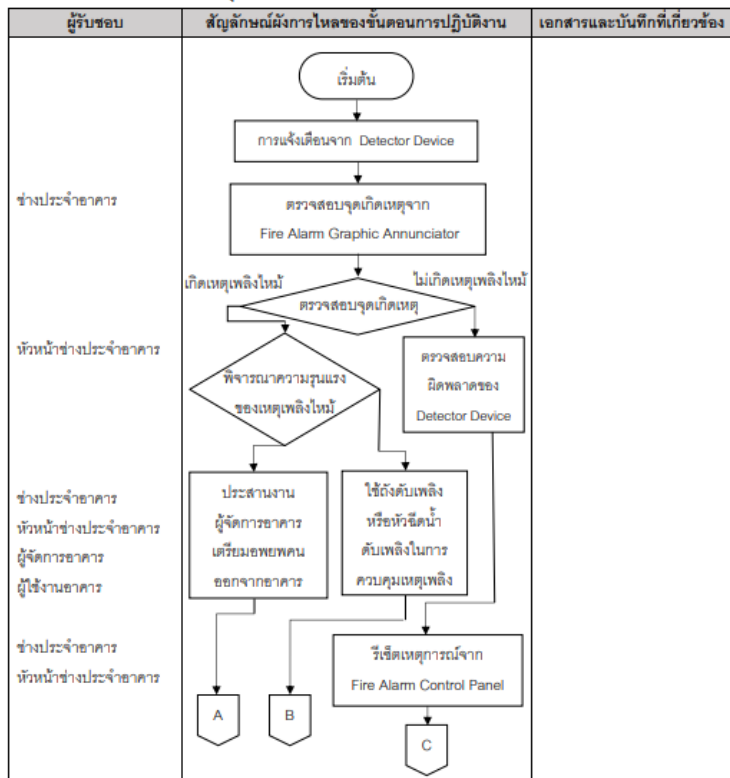 ผู้รับชอบ
สัญลักษณ์ผังการไหลของขั้นตอนการปฏิบัติงาน
เอกสารและบันทึกที่เกี่ยวข้อง
เริ่มต้น
การแจ้งเตือนจาก Detector Device
ช่างประจำอาคาร
ตรวจสอบจุดเกิดเหตุจาก
Fire Alarm Graphic Annunciator
เกิดเหตุเพลิงไหม้
ไม่เกิดเหตุเพลิงไหม้
ตรวจสอบจุดเกิดเหตุ
หัวหน้าช่างประจำอาคาร
พิจารณาความรุนแรง
ของเหตุเพลิงไหม้
ตรวจสอบความ
ผิดพลาดของ
Detector Device
ช่างประจำอาคาร
หัวหน้าช่างประจำอาคาร
ผู้จัดการอาคาร
ผู้ใช้งานอาคาร
ประสานงาน
ผู้จัดการอาคาร
เตรียมอพยพคน
ออกจากอาคาร
ใช้ถังดับเพลิง
หรือหัวฉีดน้ำ
ดับเพลิงในการ
ควบคุมเหตุเพลิง
ช่างประจำอาคาร
หัวหน้าช่างประจำอาคาร
รีเซ็ตเหตุการณ์จาก
Fire Alarm Control Panel
A
B
C